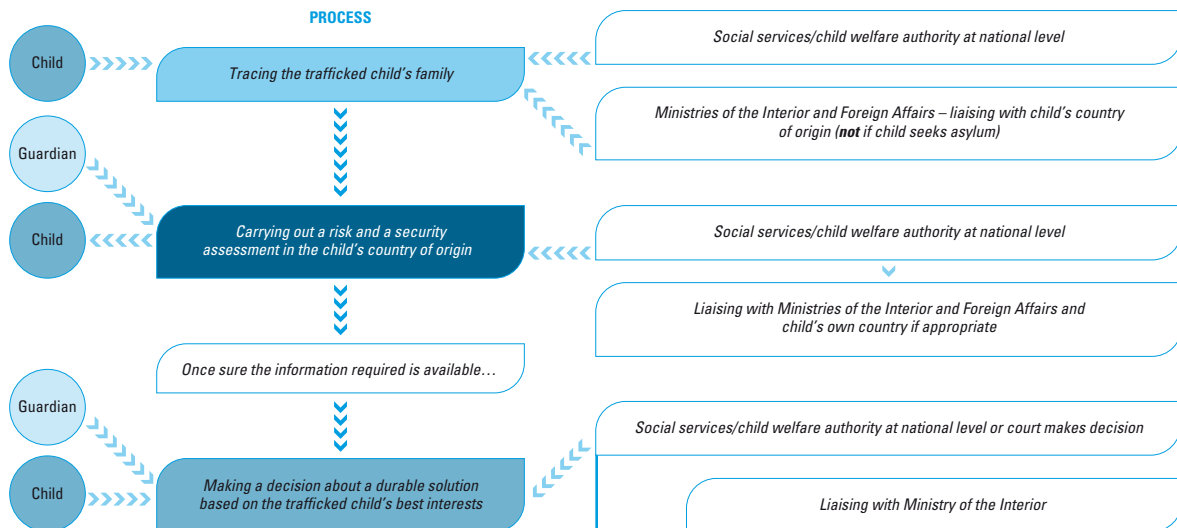 PROCESS
Child
Tracing the trafficked child's family
Social services/child welfare authority at national level
Ministries of the Interior and Foreign Affairs – liaising with child's country
of origin (not if child seeks asylum)
Guardian
Child
Carrying out a risk and a security
assessment in the child's country of origin
Social services/child welfare authority at national level
Liaising with Ministries of the Interior and Foreign Affairs and
child's own country if appropriate
Once sure the information required is available…
Guardian
Child
Making a decision about a durable solution
based on the trafficked child's best interests
Social services/child welfare authority at national level or court makes decision
Liaising with Ministry of the Interior